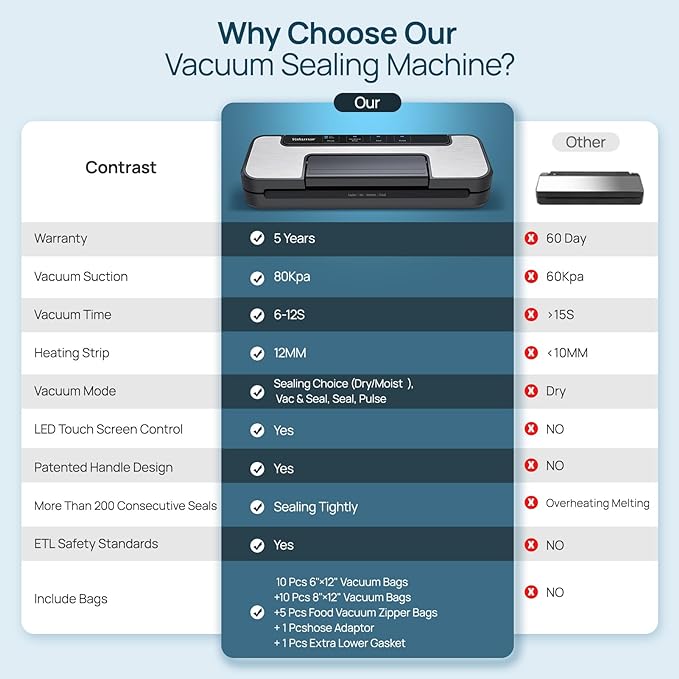 Why Choose Our
Vacuum Sealing Machine?
Our
Other
Contrast
Warranty
5 Years
60 Day
Vacuum Suction
80Kpa
60Kpa
Vacuum Time
6-12S
>15S
Heating Strip
12MM
<10MM
Vacuum Mode
Sealing Choice (Dry/Moist ),
Vac & Seal, Seal, Pulse
Dry
LED Touch Screen Control
Yes
NO
Patented Handle Design
Yes
NO
More Than 200 Consecutive Seals
Sealing Tightly
Overheating Melting
ETL Safety Standards
Yes
NO
Include Bags
10 Pcs 6"×12" Vacuum Bags
+10 Pcs 8"×12" Vacuum Bags
+5 Pcs Food Vacuum Zipper Bags
+ 1 Pcshose Adaptor
+ 1 Pcs Extra Lower Gasket
NO